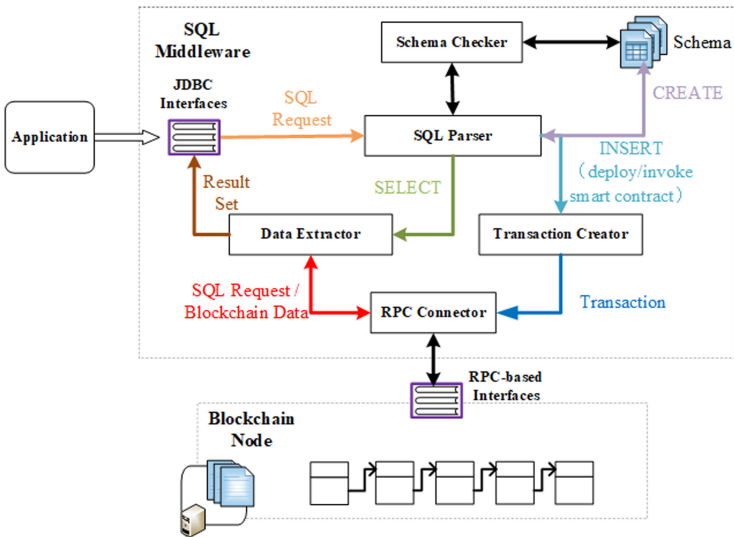 SQL
Middleware
Schema Checker
Schema
JDBC
Interfaces
SQL
Request
CREATE
Application
SQL Parser
INSERT
(deploy/invoke
smart contract)
SELECT
Result
Set
Data Extractor
Transaction Creator
SQL Request /
Blockchain Data
RPC Connector
Transaction
RPC-based
Interfaces
Blockchain
Node